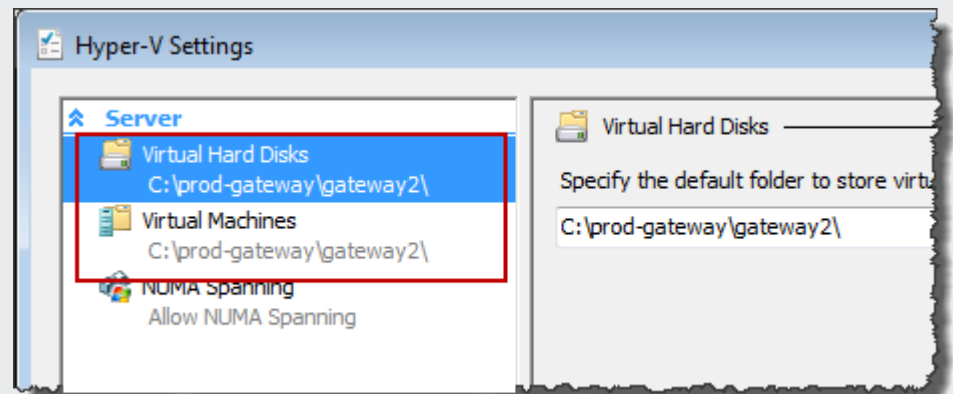 Hyper-V Settings
Server
Virtual Hard Disks
C:\prod-gateway\gateway2\
Virtual Machines
C:\prod-gateway\gateway2\
NUMA Spanning
Allow NUMA Spanning
Virtual Hard Disks
Specify the default folder to store
C:\prod-gateway\gateway2\